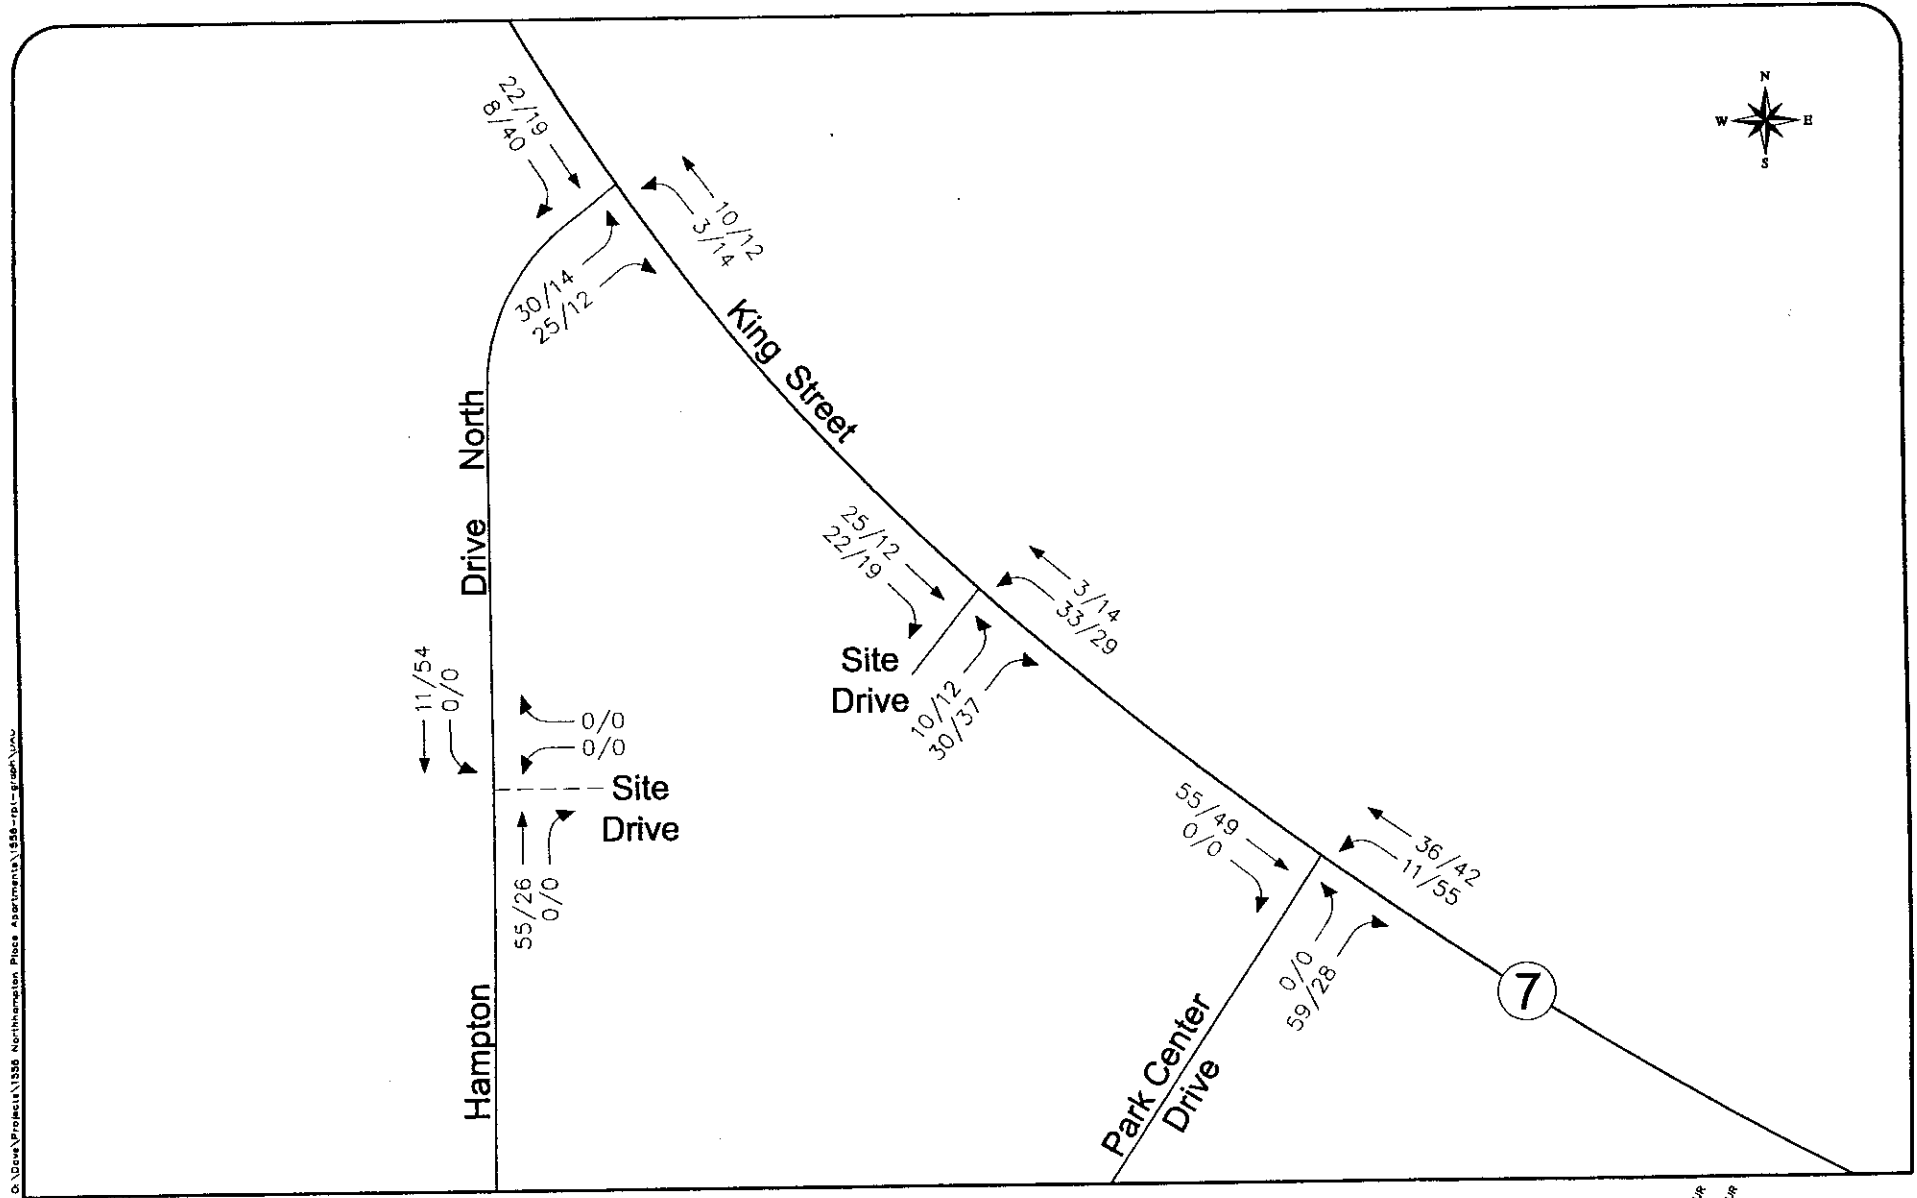 N
W E
S
22/19
8/40
10/12
3/14
30/14
25/12
King Street
Hampton Drive North
25/12
22/19
3/14
33/29
Site
Drive
10/12
30/37
11/54
0/0
0/0
0/0
Site
Drive
55/26
0/0
55/49
0/0
36/42
11/55
0/0
59/28
7
Park Center
Drive